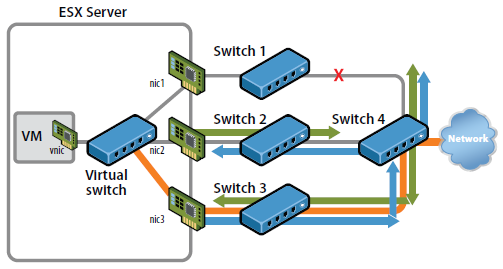 ESX Server
Switch 1
nic1
X
Switch 2
Switch 4
VM
vnic
nic2
Network
Virtual
switch
Switch 3
nic3